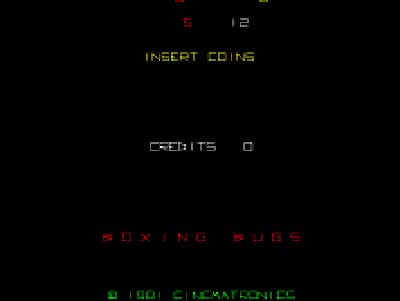 5 12
INSERT COINS
CREDITS 0
BOXING BUGS
© 1981 CINEMATRONICS